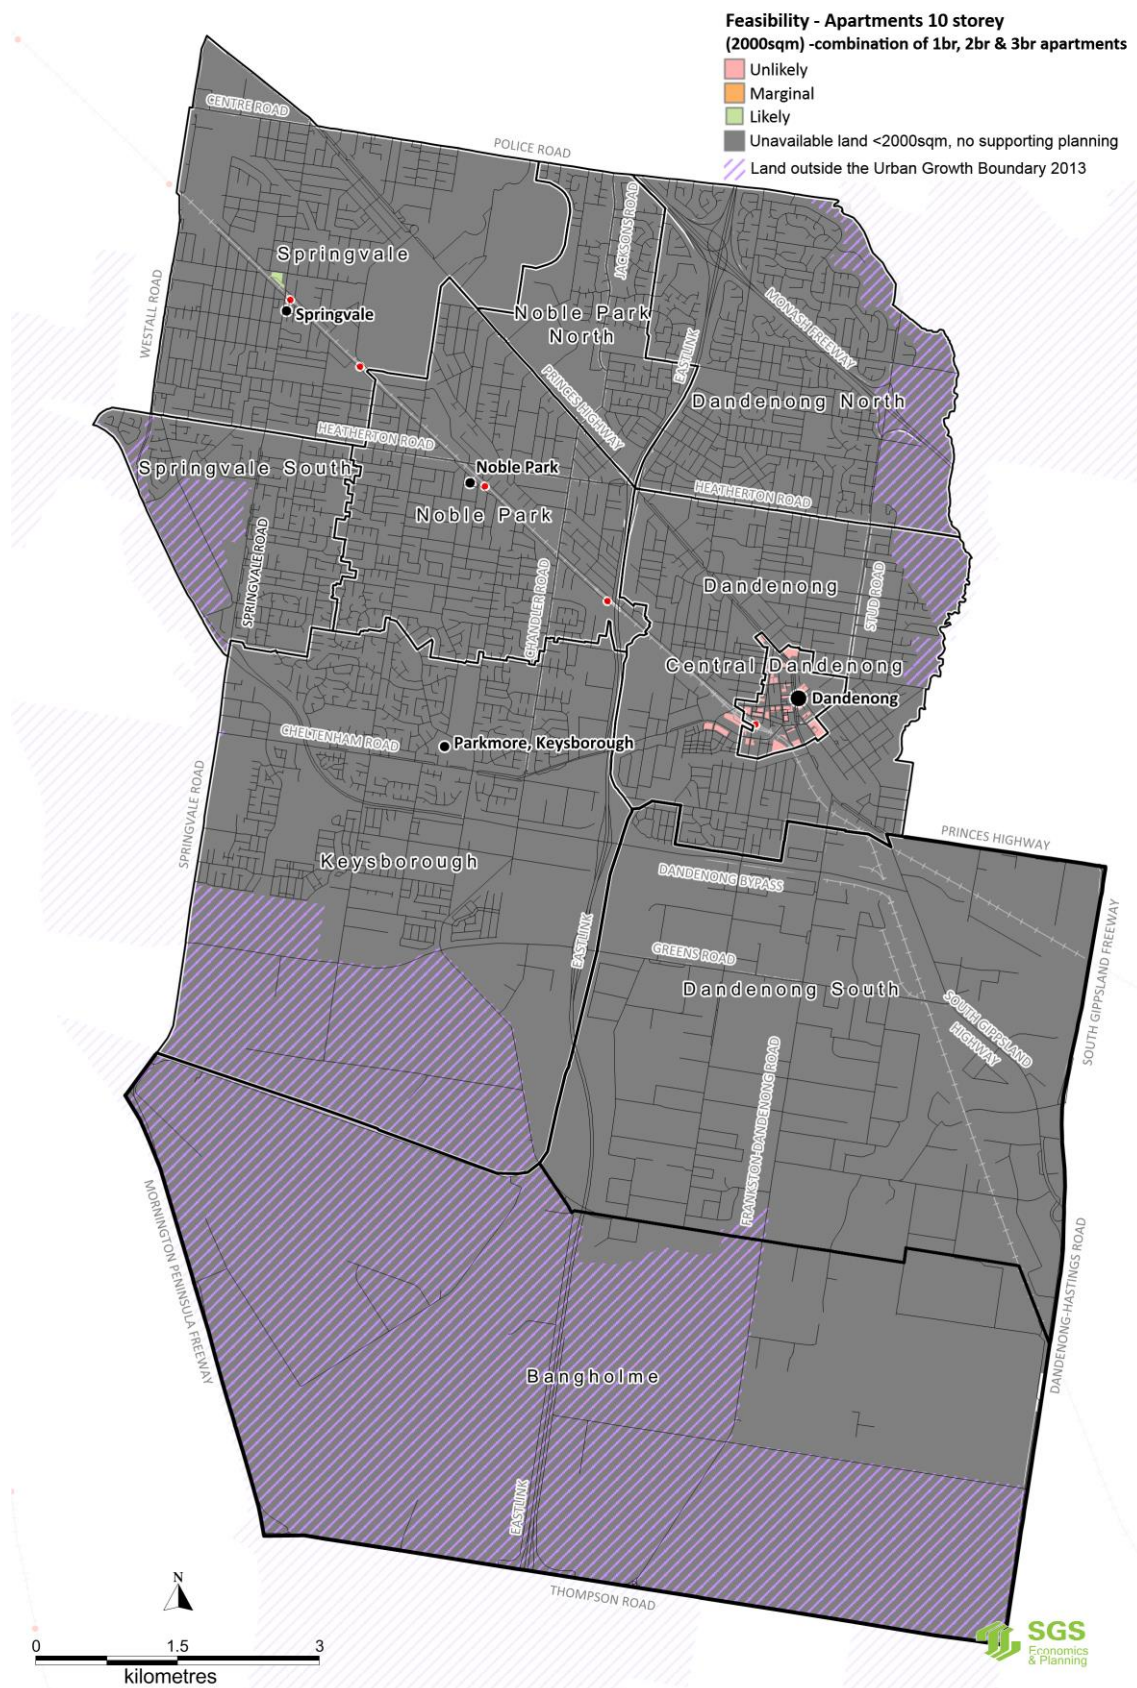 Feasibility - Apartments 10 storey
(2000sqm) -combination of 1br, 2br & 3br apartments
Unlikely
Marginal
Likely
Unavailable land <2000sqm, no supporting planning
Land outside the Urban Growth Boundary 2013
CENTRE ROAD
POLICE ROAD
JACKSONS ROAD
Springvale
WESTALL ROAD
Springvale
Noble Park
North
MONASH FREEWAY
EASTLINK
PRINCES HIGHWAY
Dandenong North
HEATHERTON ROAD
Springvale South
Noble Park
HEATHERTON ROAD
Noble Park
SPRINGVALE ROAD
CHANDLER ROAD
Dandenong
STUD ROAD
Central Dandenong
Dandenong
CHELTENHAM ROAD
Parkmore, Keysborough
SPRINGVALE ROAD
PRINCES HIGHWAY
Keysborough
DANDENONG BYPASS
EASTLINK
GREENS ROAD
SOUTH GIPPSLAND FREEWAY
Dandenong South
SOUTH GIPPSLAND
HIGHWAY
FRANKSTON-DANDENONG ROAD
MORNINGTON PENINSULA FREEWAY
DANDENONG-HASTINGS ROAD
Bangholme
EASTLINK
THOMPSON ROAD
N
0 1.5 3
kilometres
SGS
Economics
& Planning